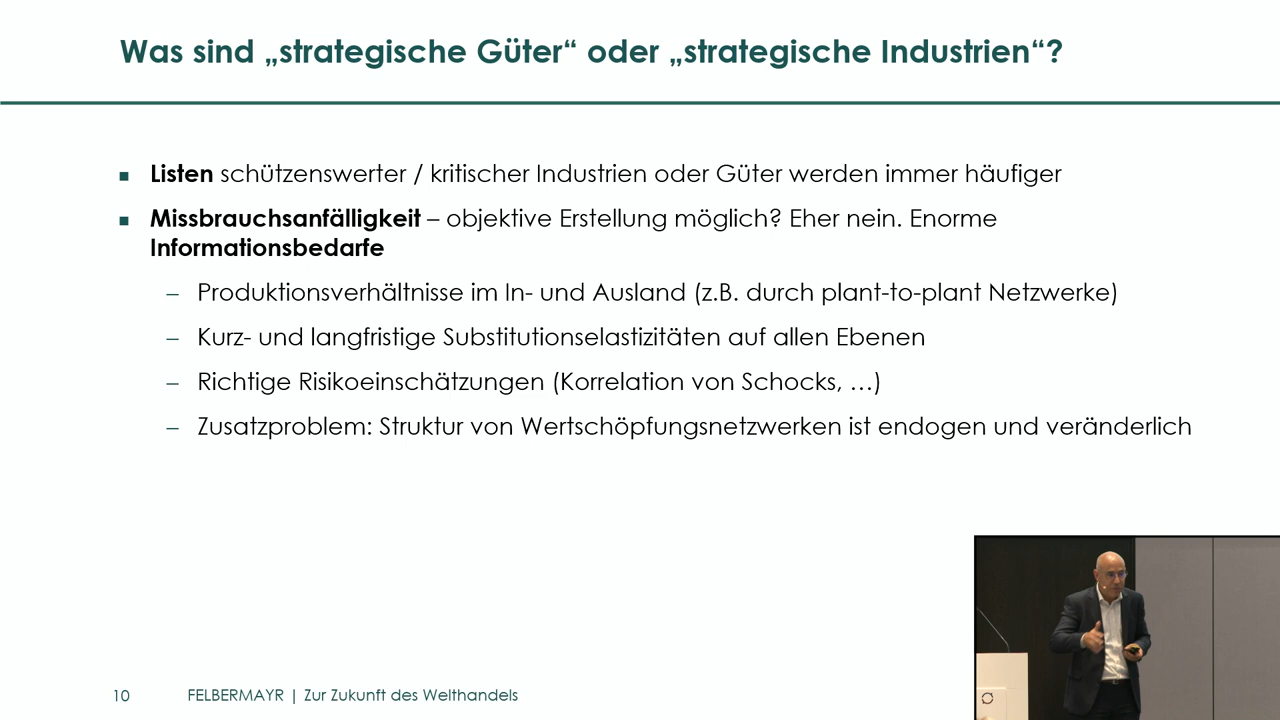 Was sind „strategische Güter“ oder „strategische Industrien“?
▪ Listen schützenswerter / kritischer Industrien oder Güter werden immer häufiger
▪ Missbrauchsanfälligkeit – objektive Erstellung möglich? Eher nein. Enorme
Informationsbedarfe
– Produktionsverhältnisse im In- und Ausland (z.B. durch plant-to-plant Netzwerke)
– Kurz- und langfristige Substitutionselastizitäten auf allen Ebenen
– Richtige Risikoeinschätzungen (Korrelation von Schocks, …)
– Zusatzproblem: Struktur von Wertschöpfungsnetzwerken ist endogen und veränderlich
10 FELBERMAYR | Zur Zukunft des Welthandels